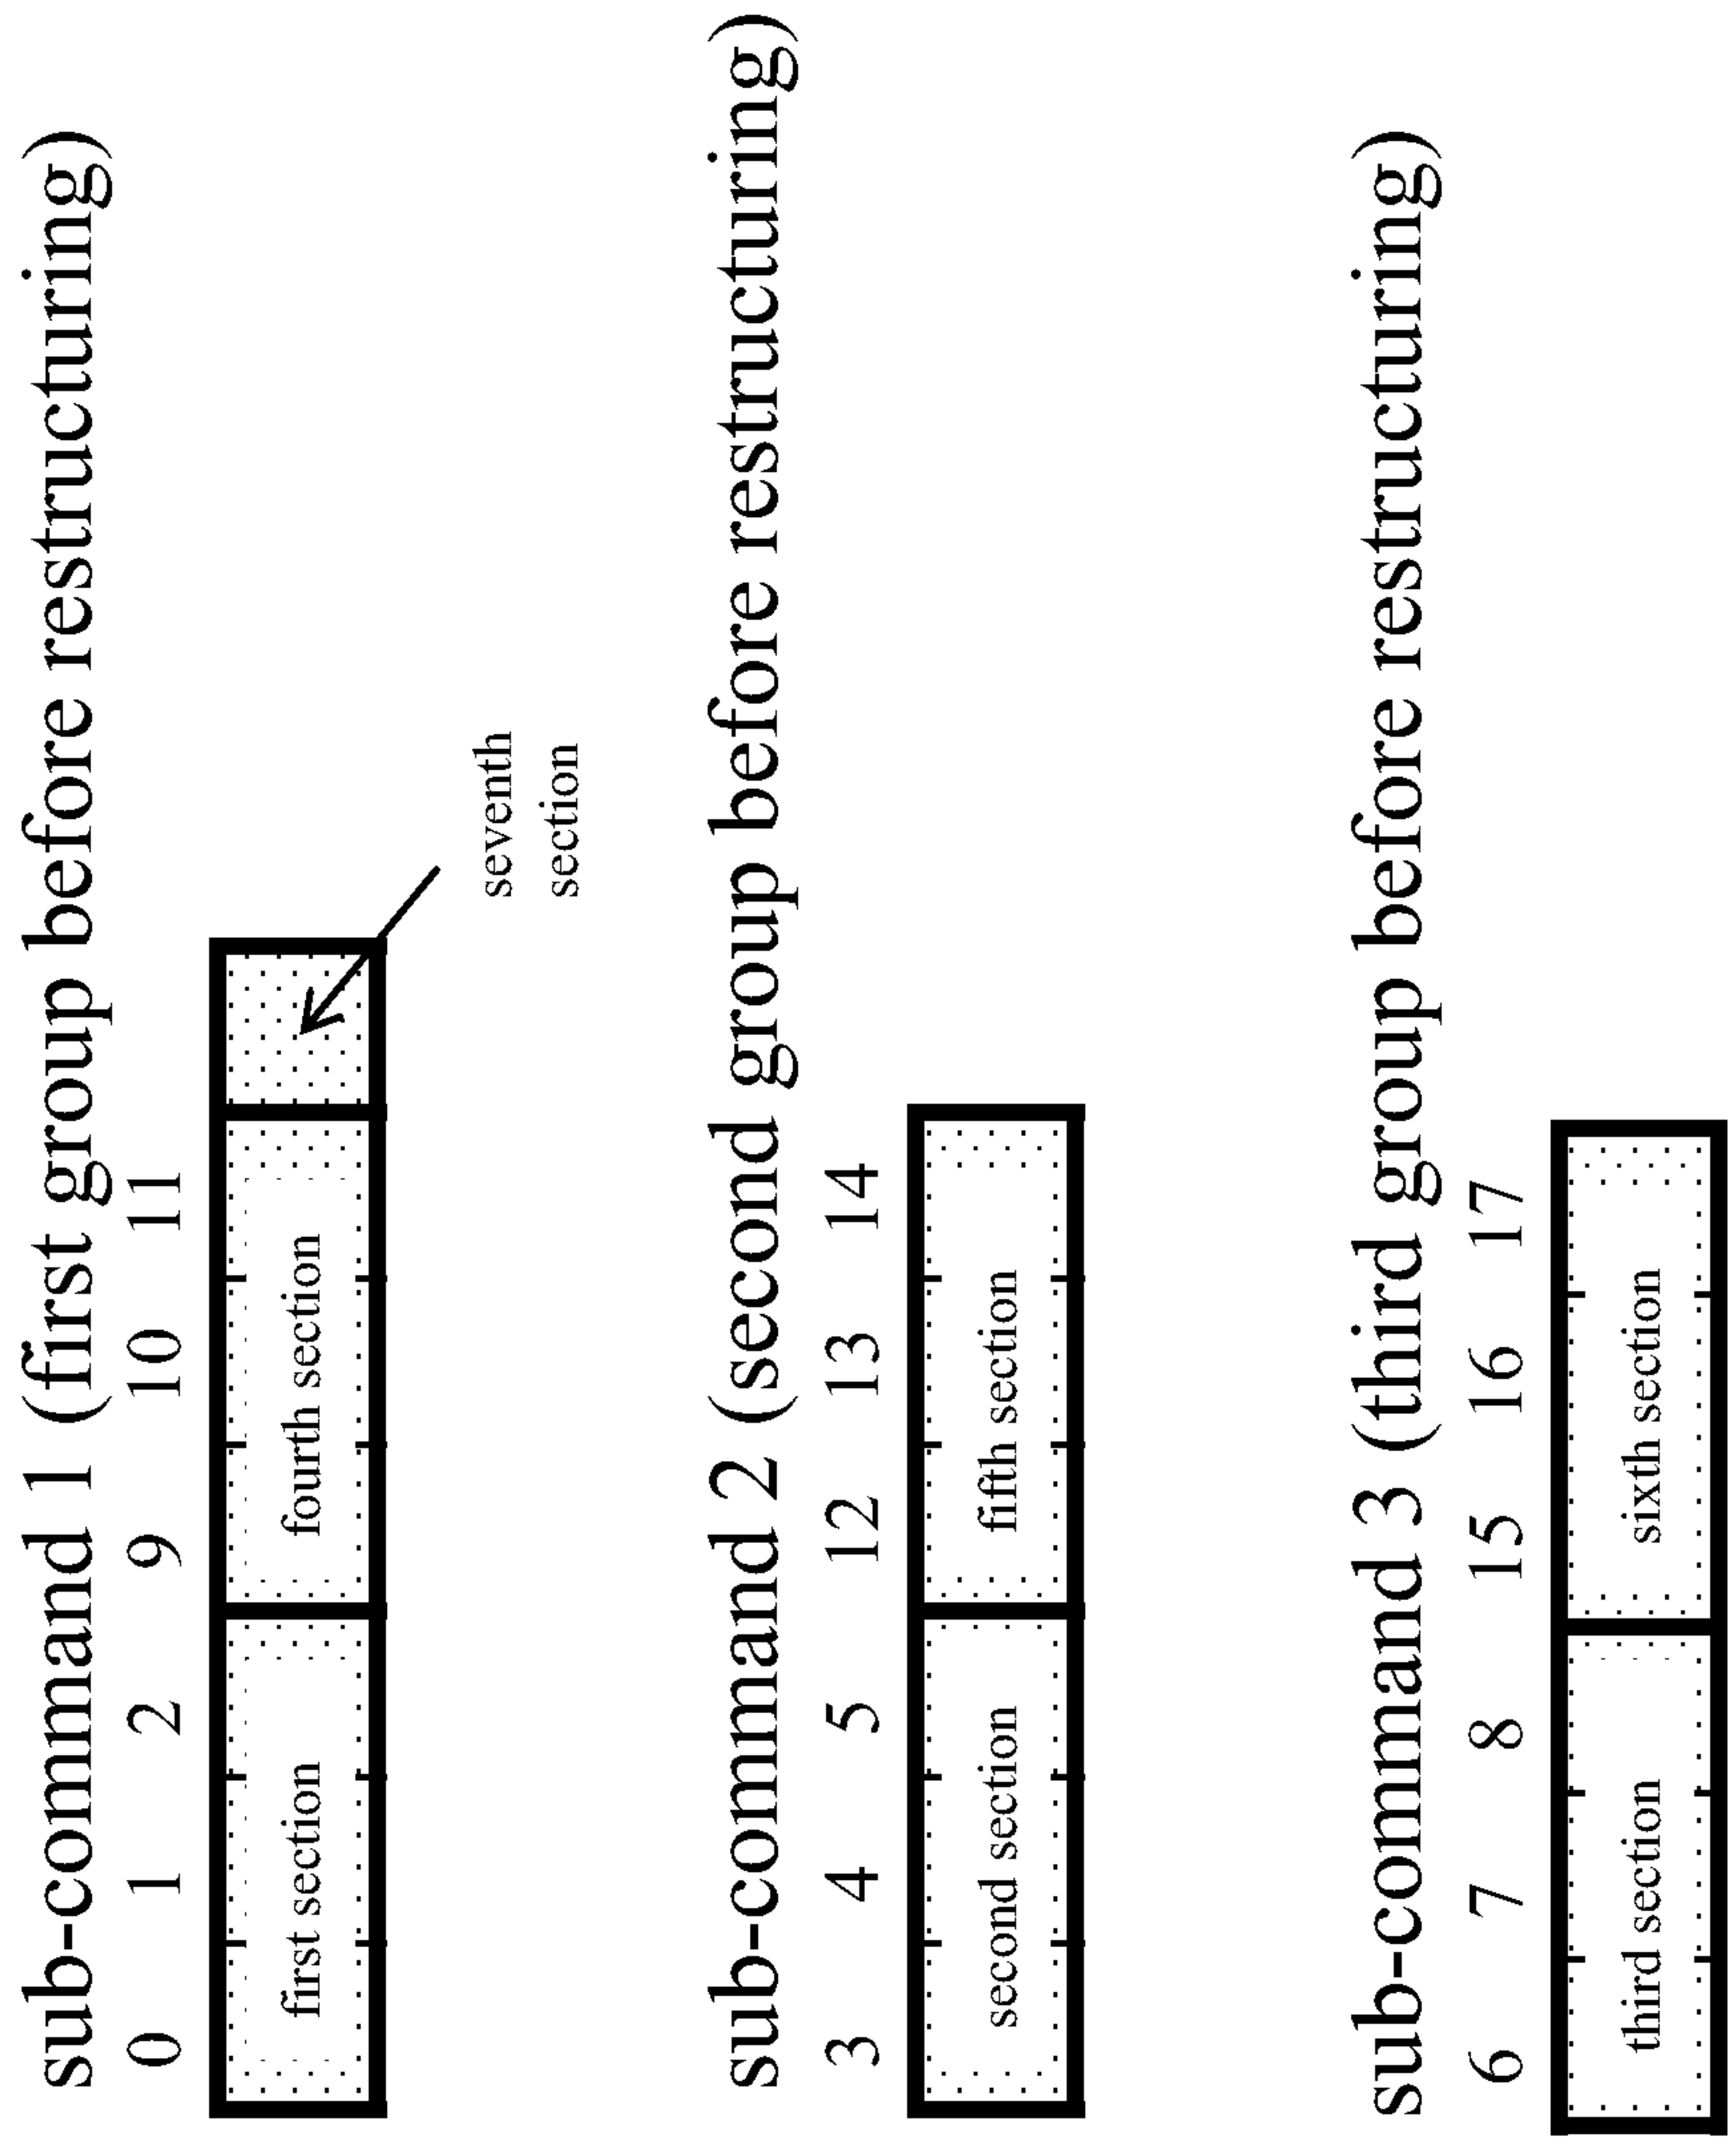 sub-command 1 (first group before restructuring)
0 1 2 9 10 11
first section fourth section
seventh
section
sub-command 2 (second group before restructuring)
3 4 5 12 13 14
second section fifth section
sub-command 3 (third group before restructuring)
6 7 8 15 16 17
third section sixth section